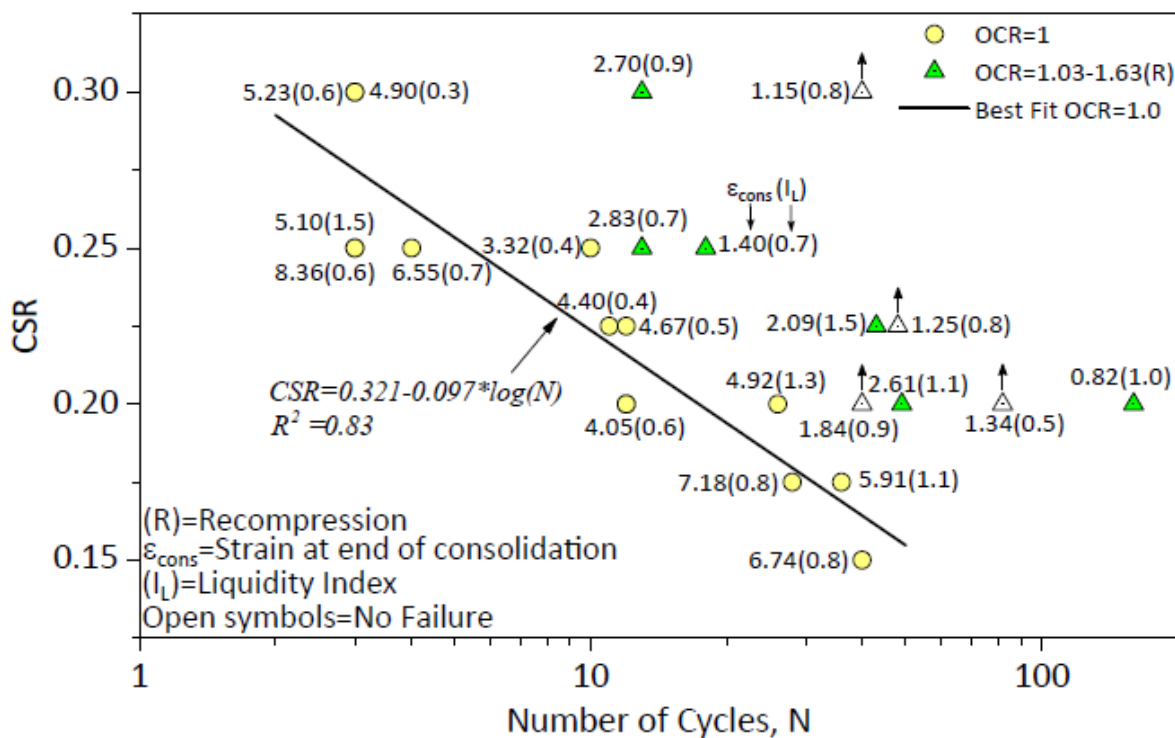 OCR=1
OCR=1.03-1.63(R)
Best Fit OCR=1.0
2.70(0.9)
5.23(0.6)
4.90(0.3)
1.15(0.8)
0.30
ε_cons(I_L)
5.10(1.5)
2.83(0.7)
3.32(0.4)
1.40(0.7)
0.25
8.36(0.6)
6.55(0.7)
4.40(0.4)
4.67(0.5)
2.09(1.5)
1.25(0.8)
CSR
CSR=0.321-0.097*log(N)
R² =0.83
4.92(1.3)
2.61(1.1)
0.82(1.0)
0.20
4.05(0.6)
1.84(0.9)
1.34(0.5)
7.18(0.8)
5.91(1.1)
(R)=Recompression
ε_cons=Strain at end of consolidation
0.15
6.74(0.8)
(I_L)=Liquidity Index
Open symbols=No Failure
1
10
100
Number of Cycles, N